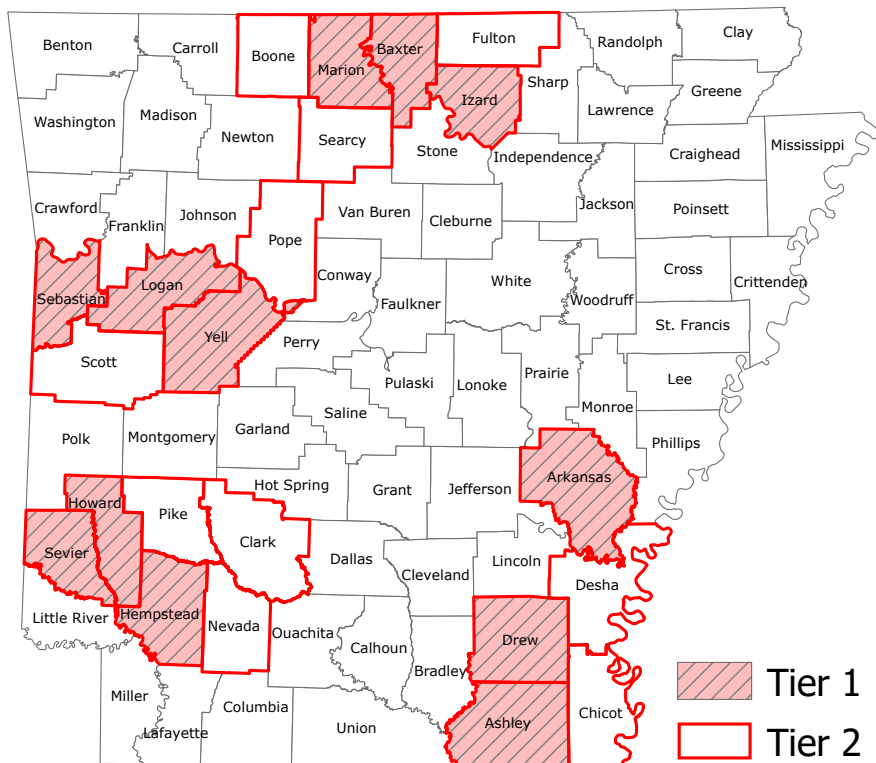 Benton
Carroll
Boone
Marion
Baxter
Fulton
Randolph
Clay
Sharp
Izard
Greene
Lawrence
Washington
Madison
Newton
Searcy
Stone
Independence
Craighead
Mississippi
Crawford
Franklin
Johnson
Pope
Van Buren
Cleburne
Jackson
Poinsett
Sebastian
Logan
Conway
White
Cross
Crittenden
Faulkner
Woodruff
St. Francis
Yell
Perry
Scott
Pulaski
Lonoke
Prairie
Lee
Saline
Monroe
Polk
Montgomery
Garland
Phillips
Hot Spring
Grant
Jefferson
Arkansas
Howard
Pike
Clark
Sevier
Dallas
Cleveland
Lincoln
Desha
Little River
Hempstead
Nevada
Ouachita
Calhoun
Bradley
Drew
Miller
Lafayette
Columbia
Union
Ashley
Chicot
Tier 1
Tier 2